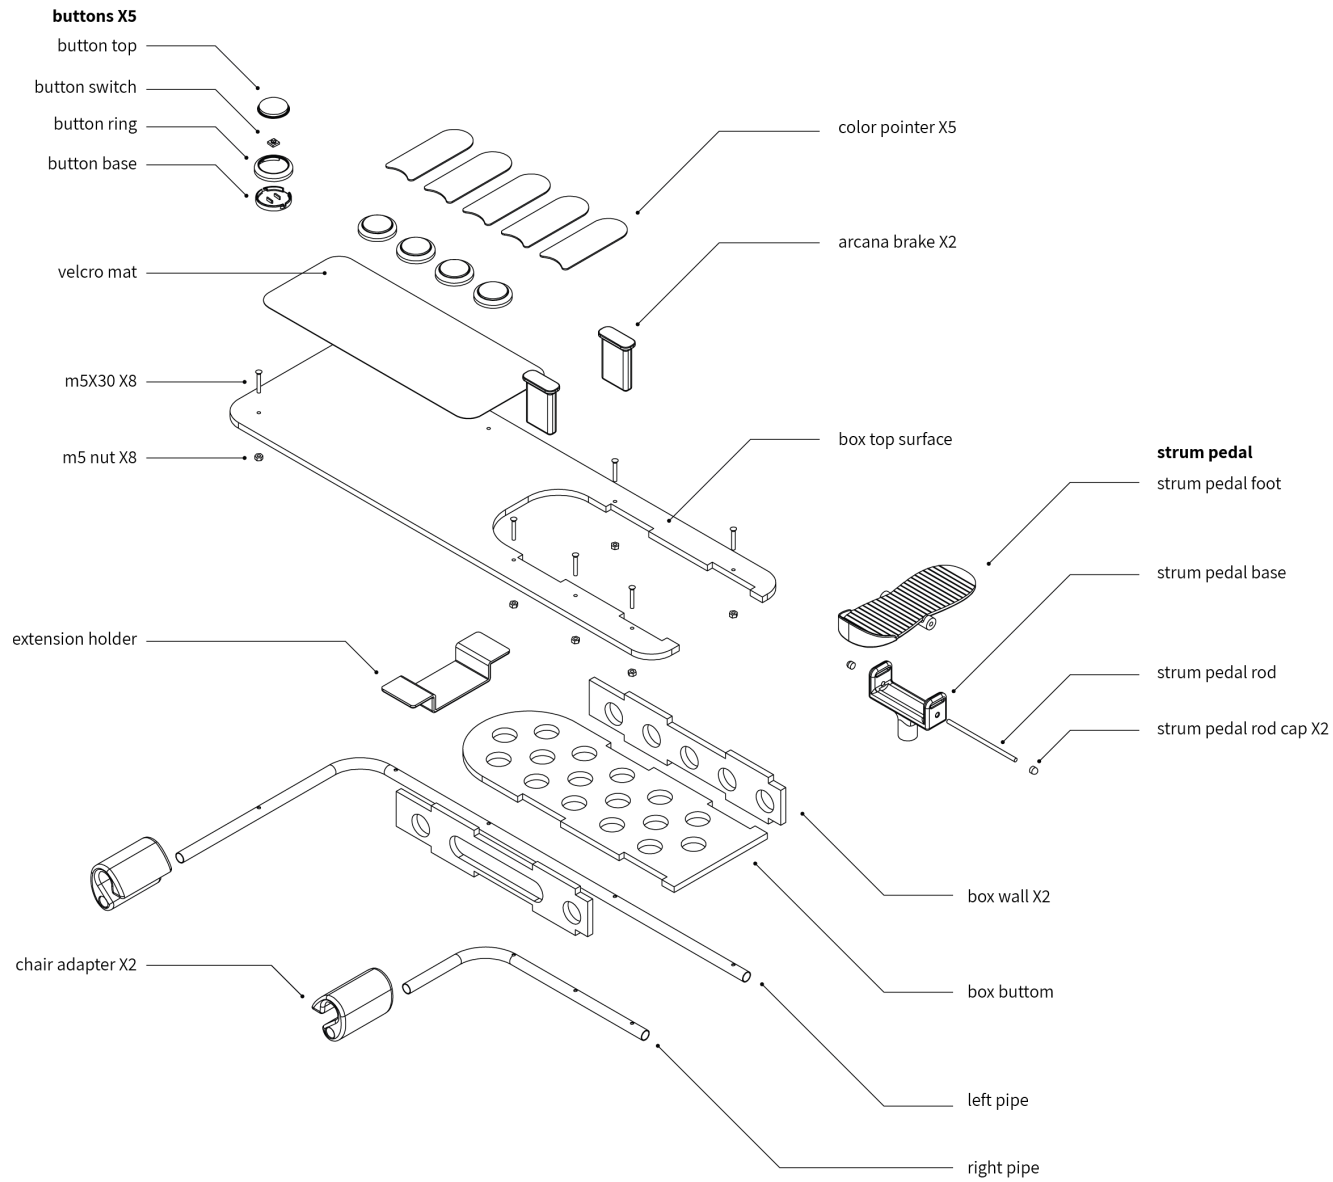 buttons X5
button top
button switch
button ring
button base
velcro mat
m5X30 X8
m5 nut X8
extension holder
chair adapter X2
color pointer X5
arcana brake X2
box top surface
strum pedal
strum pedal foot
strum pedal base
strum pedal rod
strum pedal rod cap X2
box wall X2
box buttom
left pipe
right pipe